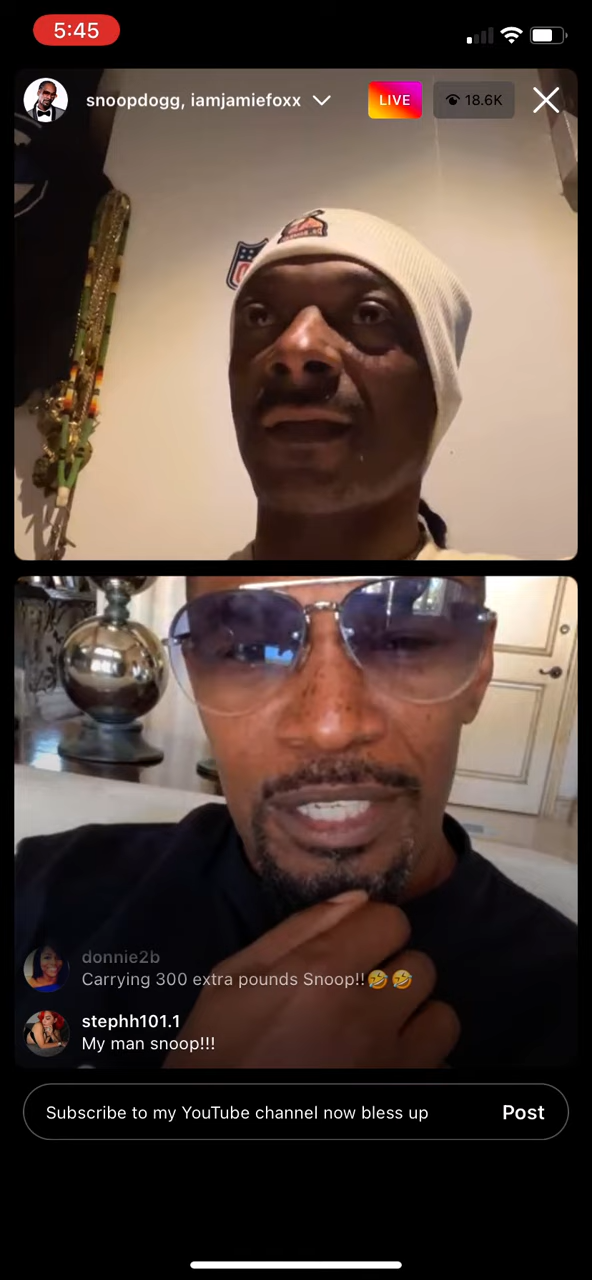 5:45
snoopdogg, iamjamiefoxx
LIVE
18.6K
donnie2b
Carrying 300 extra pounds Snoop!!🤣🤣
stephh101.1
My man snoop!!!
Subscribe to my YouTube channel now bless up
Post